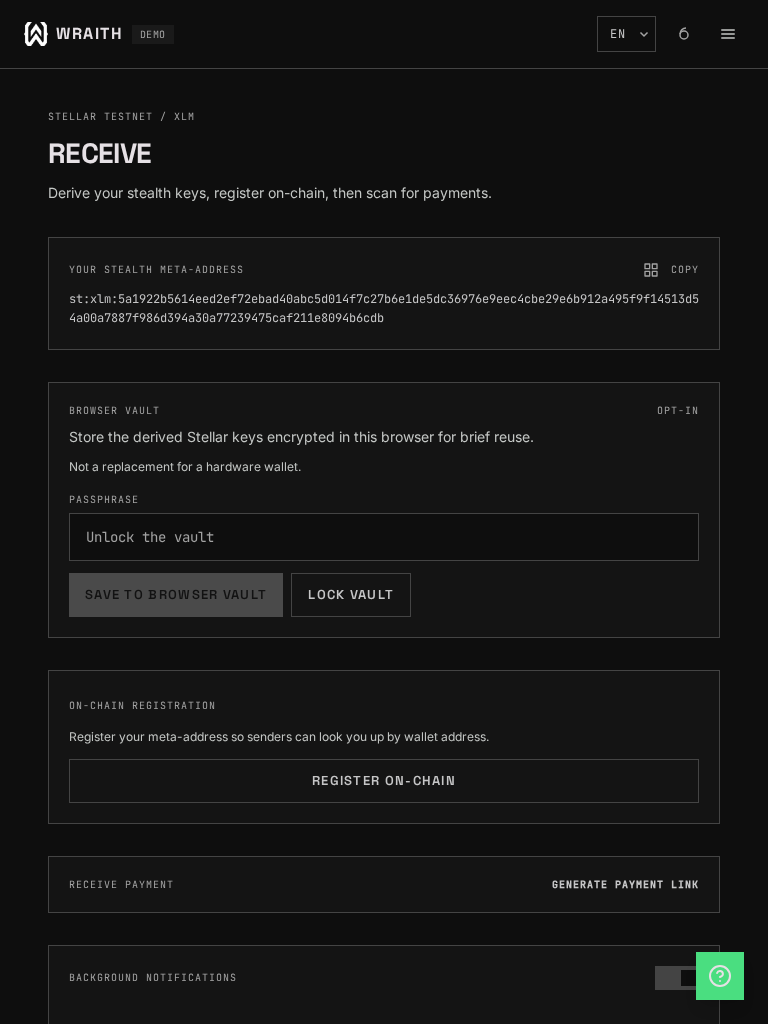 WRAITH DEMO EN
STELLAR TESTNET / XLM
RECEIVE
Derive your stealth keys, register on-chain, then scan for payments.
YOUR STEALTH META-ADDRESS COPY
st:xlm:5a1922b5614eed2ef72ebad40abc5d014f7c27b6e1de5dc36976e9eec4cbe29e6b912a495f9f14513d5
4a00a7887f986d394a30a77239475caf211e8094b6cdb
BROWSER VAULT OPT-IN
Store the derived Stellar keys encrypted in this browser for brief reuse.
Not a replacement for a hardware wallet.
PASSPHRASE
Unlock the vault
SAVE TO BROWSER VAULT LOCK VAULT
ON-CHAIN REGISTRATION
Register your meta-address so senders can look you up by wallet address.
REGISTER ON-CHAIN
RECEIVE PAYMENT GENERATE PAYMENT LINK
BACKGROUND NOTIFICATIONS